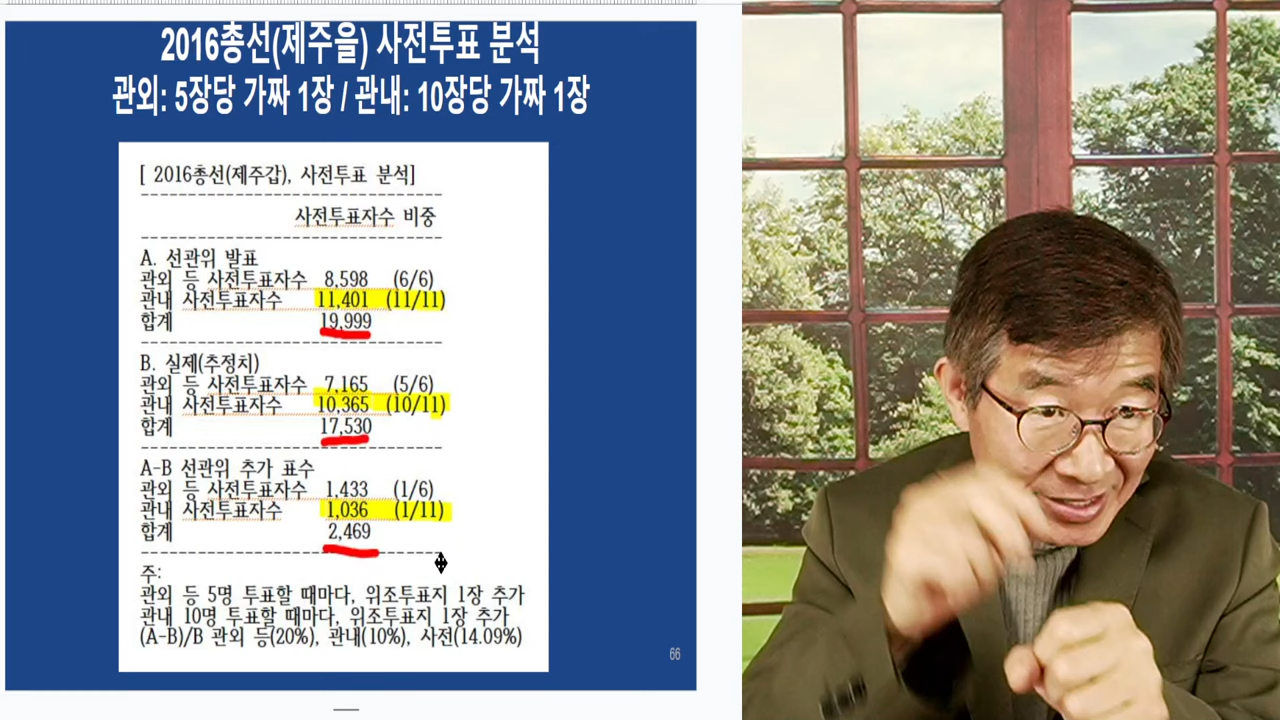 2016총선(제주을) 사전투표 분석
관외: 5장당 가짜 1장 / 관내: 10장당 가짜 1장
[ 2016총선(제주갑), 사전투표 분석]
사전투표자수 비중
A. 선관위 발표
관외 등 사전투표자수 8,598 (6/6)
관내 사전투표자수 11,401 (11/11)
합계 19,999
B. 실제(추정치)
관외 등 사전투표자수 7,165 (5/6)
관내 사전투표자수 10,365 (10/11)
합계 17,530
A-B 선관위 추가 표수
관외 등 사전투표자수 1,433 (1/6)
관내 사전투표자수 1,036 (1/11)
합계 2,469
주:
관외 등 5명 투표할 때마다, 위조투표지 1장 추가
관내 10명 투표할 때마다, 위조투표지 1장 추가
(A-B)/B 관외 등(20%), 관내(10%), 사전(14.09%)
66